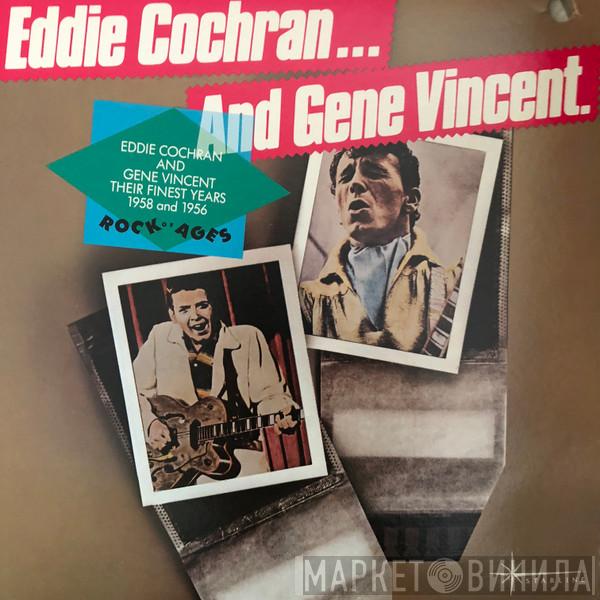 Eddie Cochran...
And Gene Vincent.
EDDIE COCHRAN
AND
GENE VINCENT
THEIR FINEST YEARS
1958 and 1956
ROCK OF AGES
STARLINE
МАРКЕТ ВИНИЛА